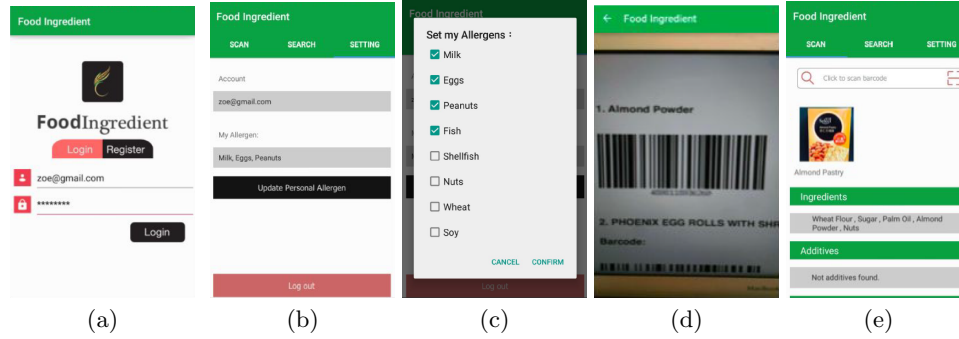 Food Ingredient
FoodIngredient
Login Register
zoe@gmail.com
********
Login
(a)
Food Ingredient
SCAN SEARCH SETTING
Account
zoe@gmail.com
My Allergen:
Milk, Eggs, Peanuts
Update Personal Allergen
Log out
(b)
Food Ingredient
Set my Allergens :
Milk
Eggs
Peanuts
Fish
Shellfish
Nuts
Wheat
Soy
CANCEL CONFIRM
Log out
(c)
Food Ingredient
1. Almond Powder
2. PHOENIX EGG ROLLS WITH SHR
Barcode:
(d)
Food Ingredient
SCAN SEARCH SETTING
Click to scan barcode
Almond Pastry
Ingredients
Wheat Flour , Sugar , Palm Oil , Almond
Powder , Nuts
Additives
Not additives found.
(e)